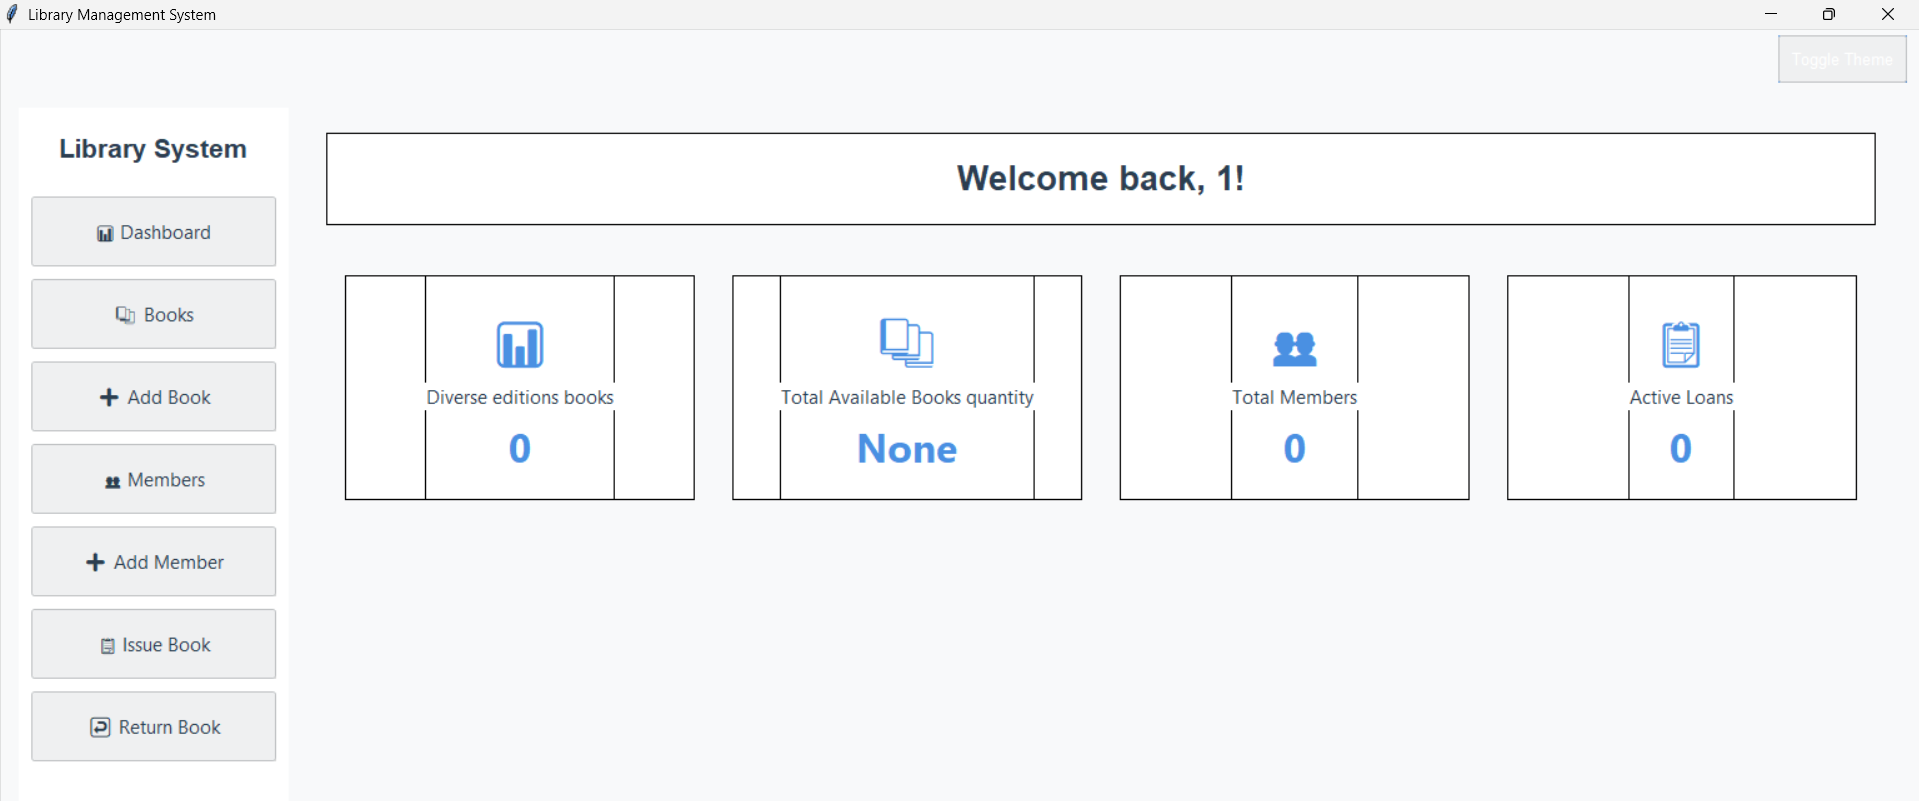 Library Management System
Toggle Theme
Library System
Dashboard
Books
Add Book
Members
Add Member
Issue Book
Return Book
Welcome back, 1!
Diverse editions books
0
Total Available Books quantity
None
Total Members
0
Active Loans
0